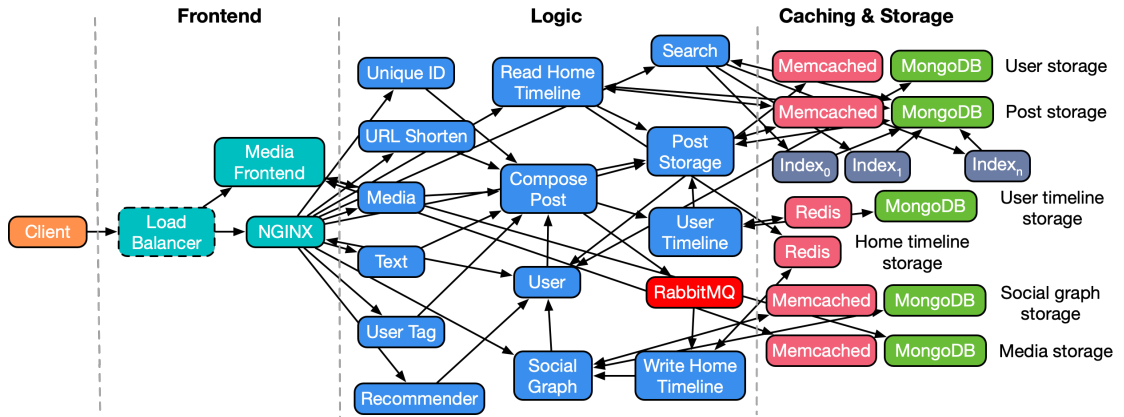 Frontend
Logic
Caching & Storage
Client
Load
Balancer
Media
Frontend
NGINX
Unique ID
URL Shorten
Media
Text
User Tag
Recommender
Read Home
Timeline
Compose
Post
User
Social
Graph
Search
Post
Storage
User
Timeline
RabbitMQ
Write Home
Timeline
Memcached
MongoDB
User storage
Memcached
MongoDB
Post storage
Index0
Index1
Indexn
Redis
MongoDB
User timeline
storage
Redis
Home timeline
storage
Memcached
MongoDB
Social graph
storage
Memcached
MongoDB
Media storage